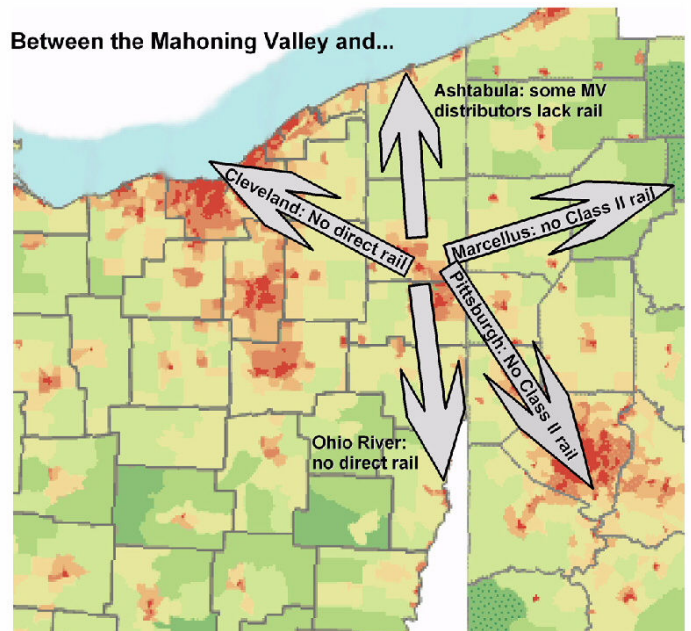 Between the Mahoning Valley and...
Ashtabula: some MV
distributors lack rail
Cleveland: No direct rail
Marcellus: no Class II rail
Pittsburgh: No Class II rail
Ohio River:
no direct rail